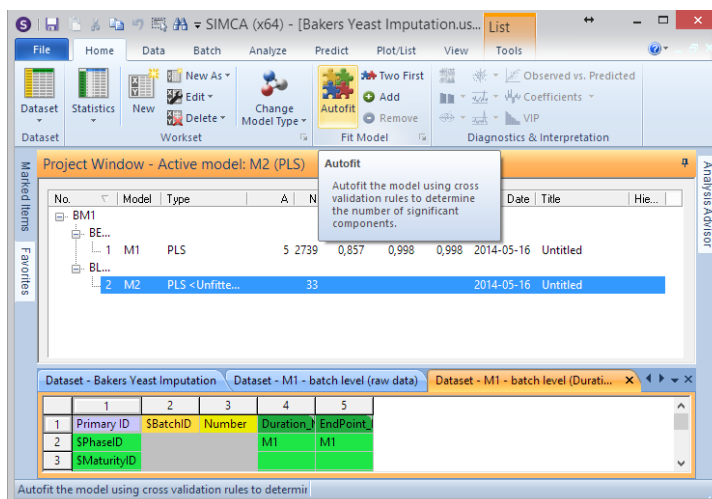 SIMCA (x64) - [Bakers Yeast Imputation.us... List
File Home Data Batch Analyze Predict Plot/List View Tools
New As Two First Observed vs. Predicted
Edit Add Coefficients
Dataset Statistics New Delete Change Model Type Autofit Remove VIP
Dataset Workset Fit Model Diagnostics & Interpretation
Marked Items
Favorites
Project Window - Active model: M2 (PLS)
Analysis Advisor
Autofit
Autofit the model using cross
validation rules to determine
the number of significant
components.
No. Model Type A N Date Title Hie...
BM1
BE...
1 M1 PLS 5 2739 0,857 0,998 0,998 2014-05-16 Untitled
BL...
2 M2 PLS <Unfitte... 33 2014-05-16 Untitled
Dataset - Bakers Yeast Imputation Dataset - M1 - batch level (raw data) Dataset - M1 - batch level (Durati...
1 2 3 4 5
1 Primary ID $BatchID Number Duration_ EndPoint_
2 $PhaseID M1 M1
3 $MaturityID
Autofit the model using cross validation rules to determin